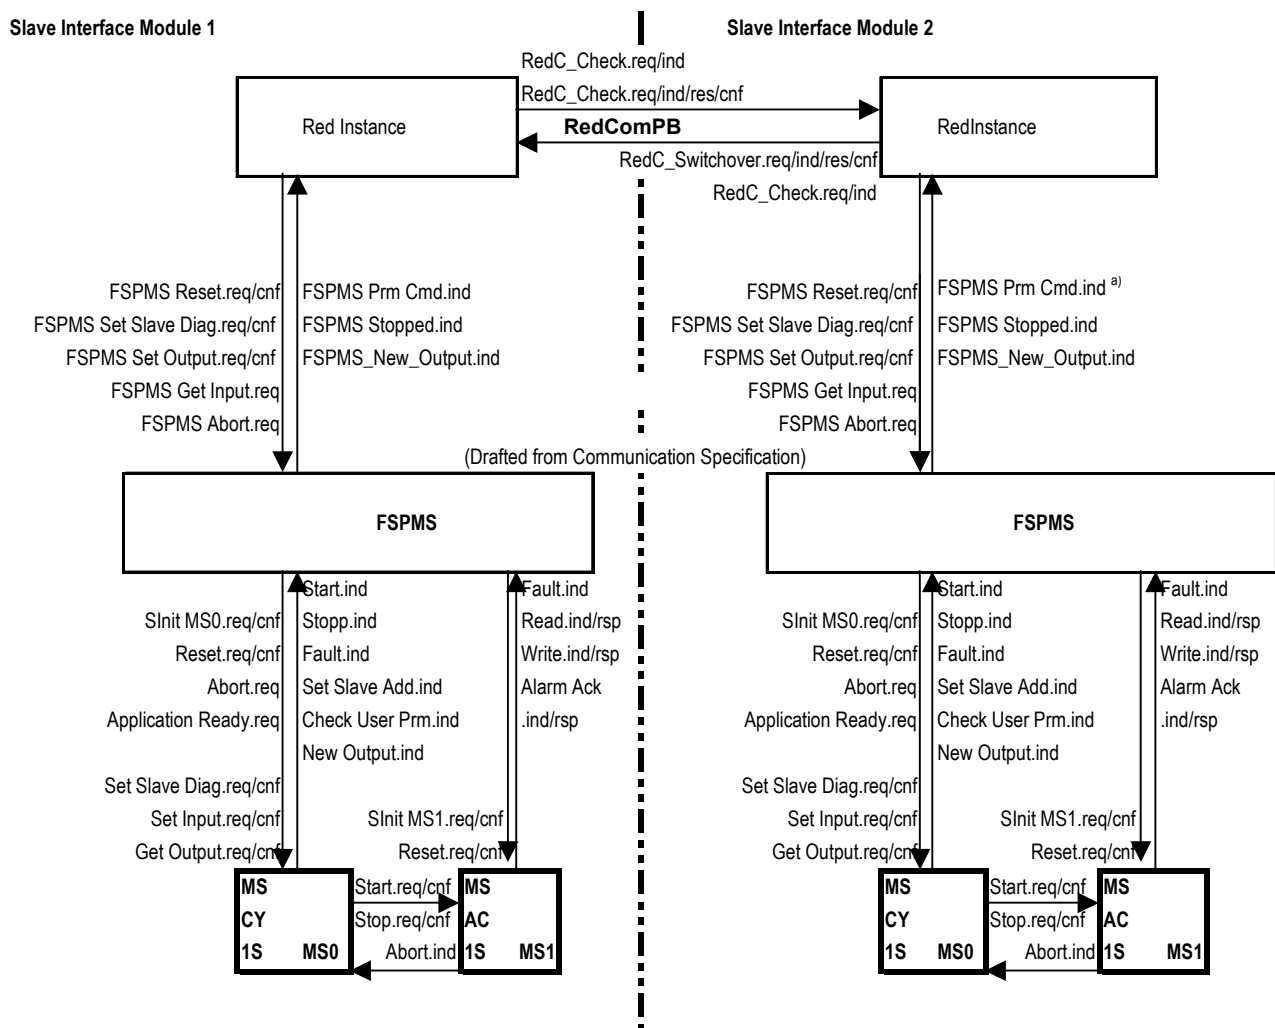 Slave Interface Module 1
Slave Interface Module 2
RedC_Check.req/ind
RedC_Check.req/ind/res/cnf
Red Instance
RedComPB
RedInstance
RedC_Switchover.req/ind/res/cnf
RedC_Check.req/ind
FSPMS Reset.req/cnf
FSPMS Set Slave Diag.req/cnf
FSPMS Set Output.req/cnf
FSPMS Get Input.req
FSPMS Abort.req
FSPMS Prm Cmd.ind
FSPMS Stopped.ind
FSPMS_New_Output.ind
FSPMS Reset.req/cnf
FSPMS Set Slave Diag.req/cnf
FSPMS Set Output.req/cnf
FSPMS Get Input.req
FSPMS Abort.req
FSPMS Prm Cmd.ind a)
FSPMS Stopped.ind
FSPMS_New_Output.ind
(Drafted from Communication Specification)
FSPMS
FSPMS
SInit MS0.req/cnf
Reset.req/cnf
Abort.req
Application Ready.req
Set Slave Diag.req/cnf
Set Input.req/cnf
Get Output.req/cnf
Start.ind
Stopp.ind
Fault.ind
Set Slave Add.ind
Check User Prm.ind
New Output.ind
SInit MS1.req/cnf
Reset.req/cnf
Fault.ind
Read.ind/rsp
Write.ind/rsp
Alarm Ack
.ind/rsp
SInit MS0.req/cnf
Reset.req/cnf
Abort.req
Application Ready.req
Set Slave Diag.req/cnf
Set Input.req/cnf
Get Output.req/cnf
Start.ind
Stopp.ind
Fault.ind
Set Slave Add.ind
Check User Prm.ind
New Output.ind
SInit MS1.req/cnf
Reset.req/cnf
Fault.ind
Read.ind/rsp
Write.ind/rsp
Alarm Ack
.ind/rsp
MS
CY
1S MS0
Start.req/cnf
Stop.req/cnf
Abort.ind
MS
AC
1S MS1
MS
CY
1S MS0
Start.req/cnf
Stop.req/cnf
Abort.ind
MS
AC
1S MS1